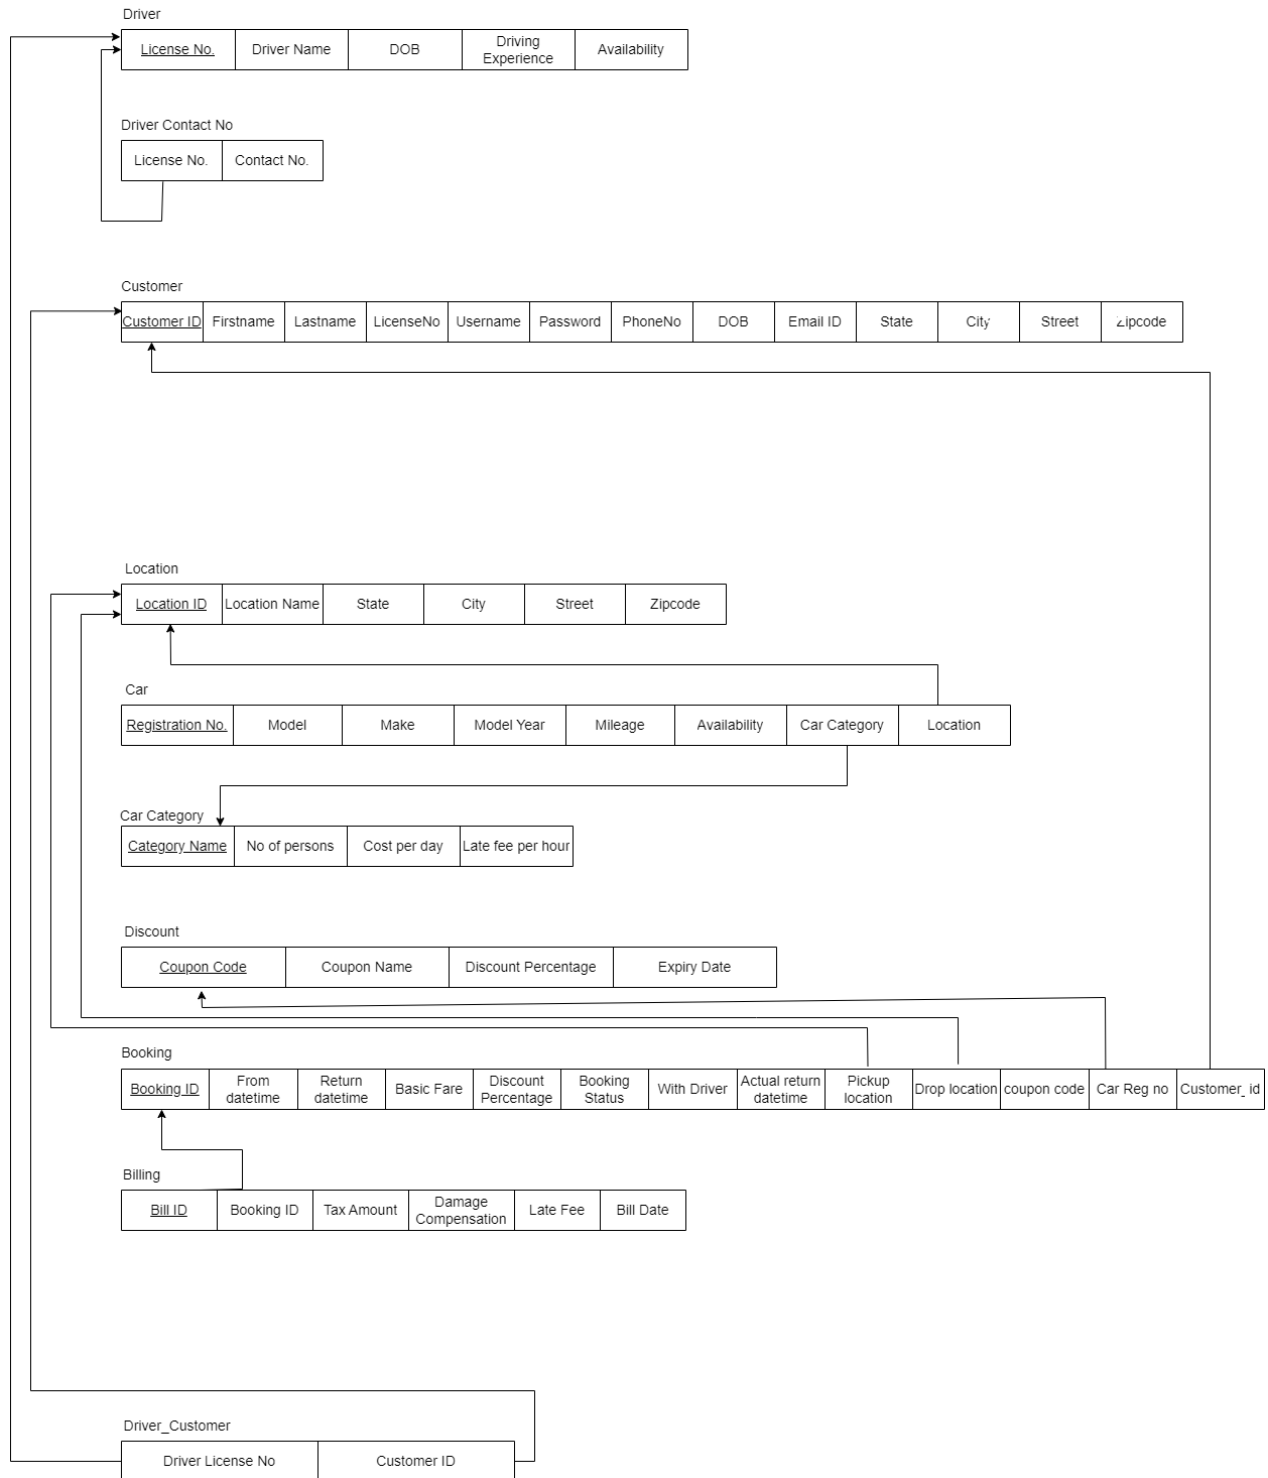 Driver
License No. Driver Name DOB Driving Experience Availability
Driver Contact No
License No. Contact No.
Customer
Customer ID Firstname Lastname LicenseNo Username Password PhoneNo DOB Email ID State City Street Zipcode
Location
Location ID Location Name State City Street Zipcode
Car
Registration No. Model Make Model Year Mileage Availability Car Category Location
Car Category
Category Name No of persons Cost per day Late fee per hour
Discount
Coupon Code Coupon Name Discount Percentage Expiry Date
Booking
Booking ID From datetime Return datetime Basic Fare Discount Percentage Booking Status With Driver Actual return datetime Pickup location Drop location coupon code Car Reg no Customer_ id
Billing
Bill ID Booking ID Tax Amount Damage Compensation Late Fee Bill Date
Driver_Customer
Driver License No Customer ID